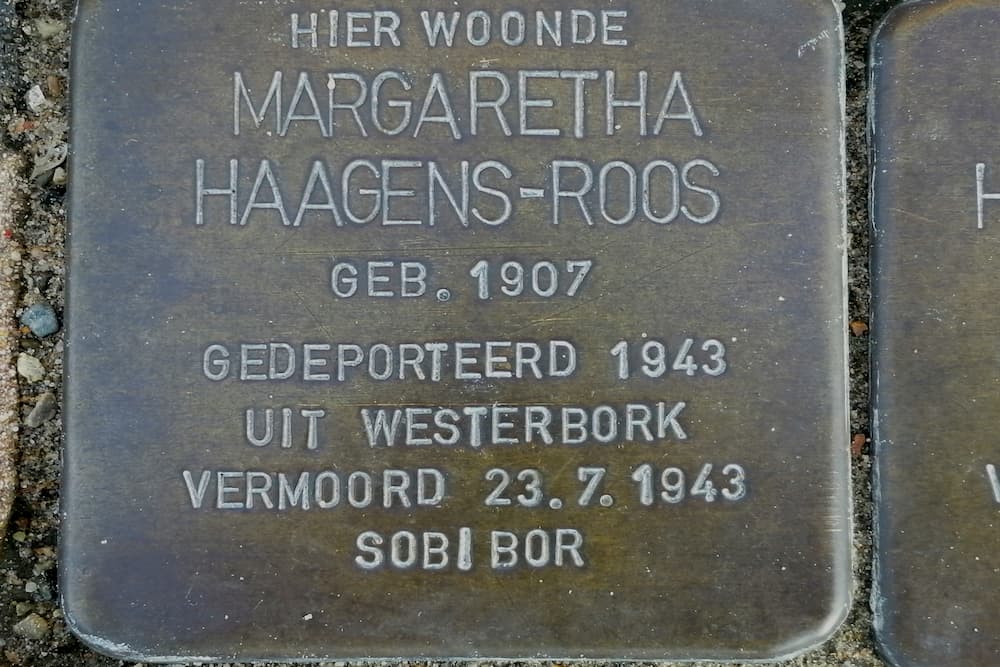 HIER WOONDE
MARGARETHA
HAAGENS-ROOS
GEB. 1907
GEDEPORTEERD 1943
UIT WESTERBORK
VERMOORD 23.7.1943
SOBIBOR